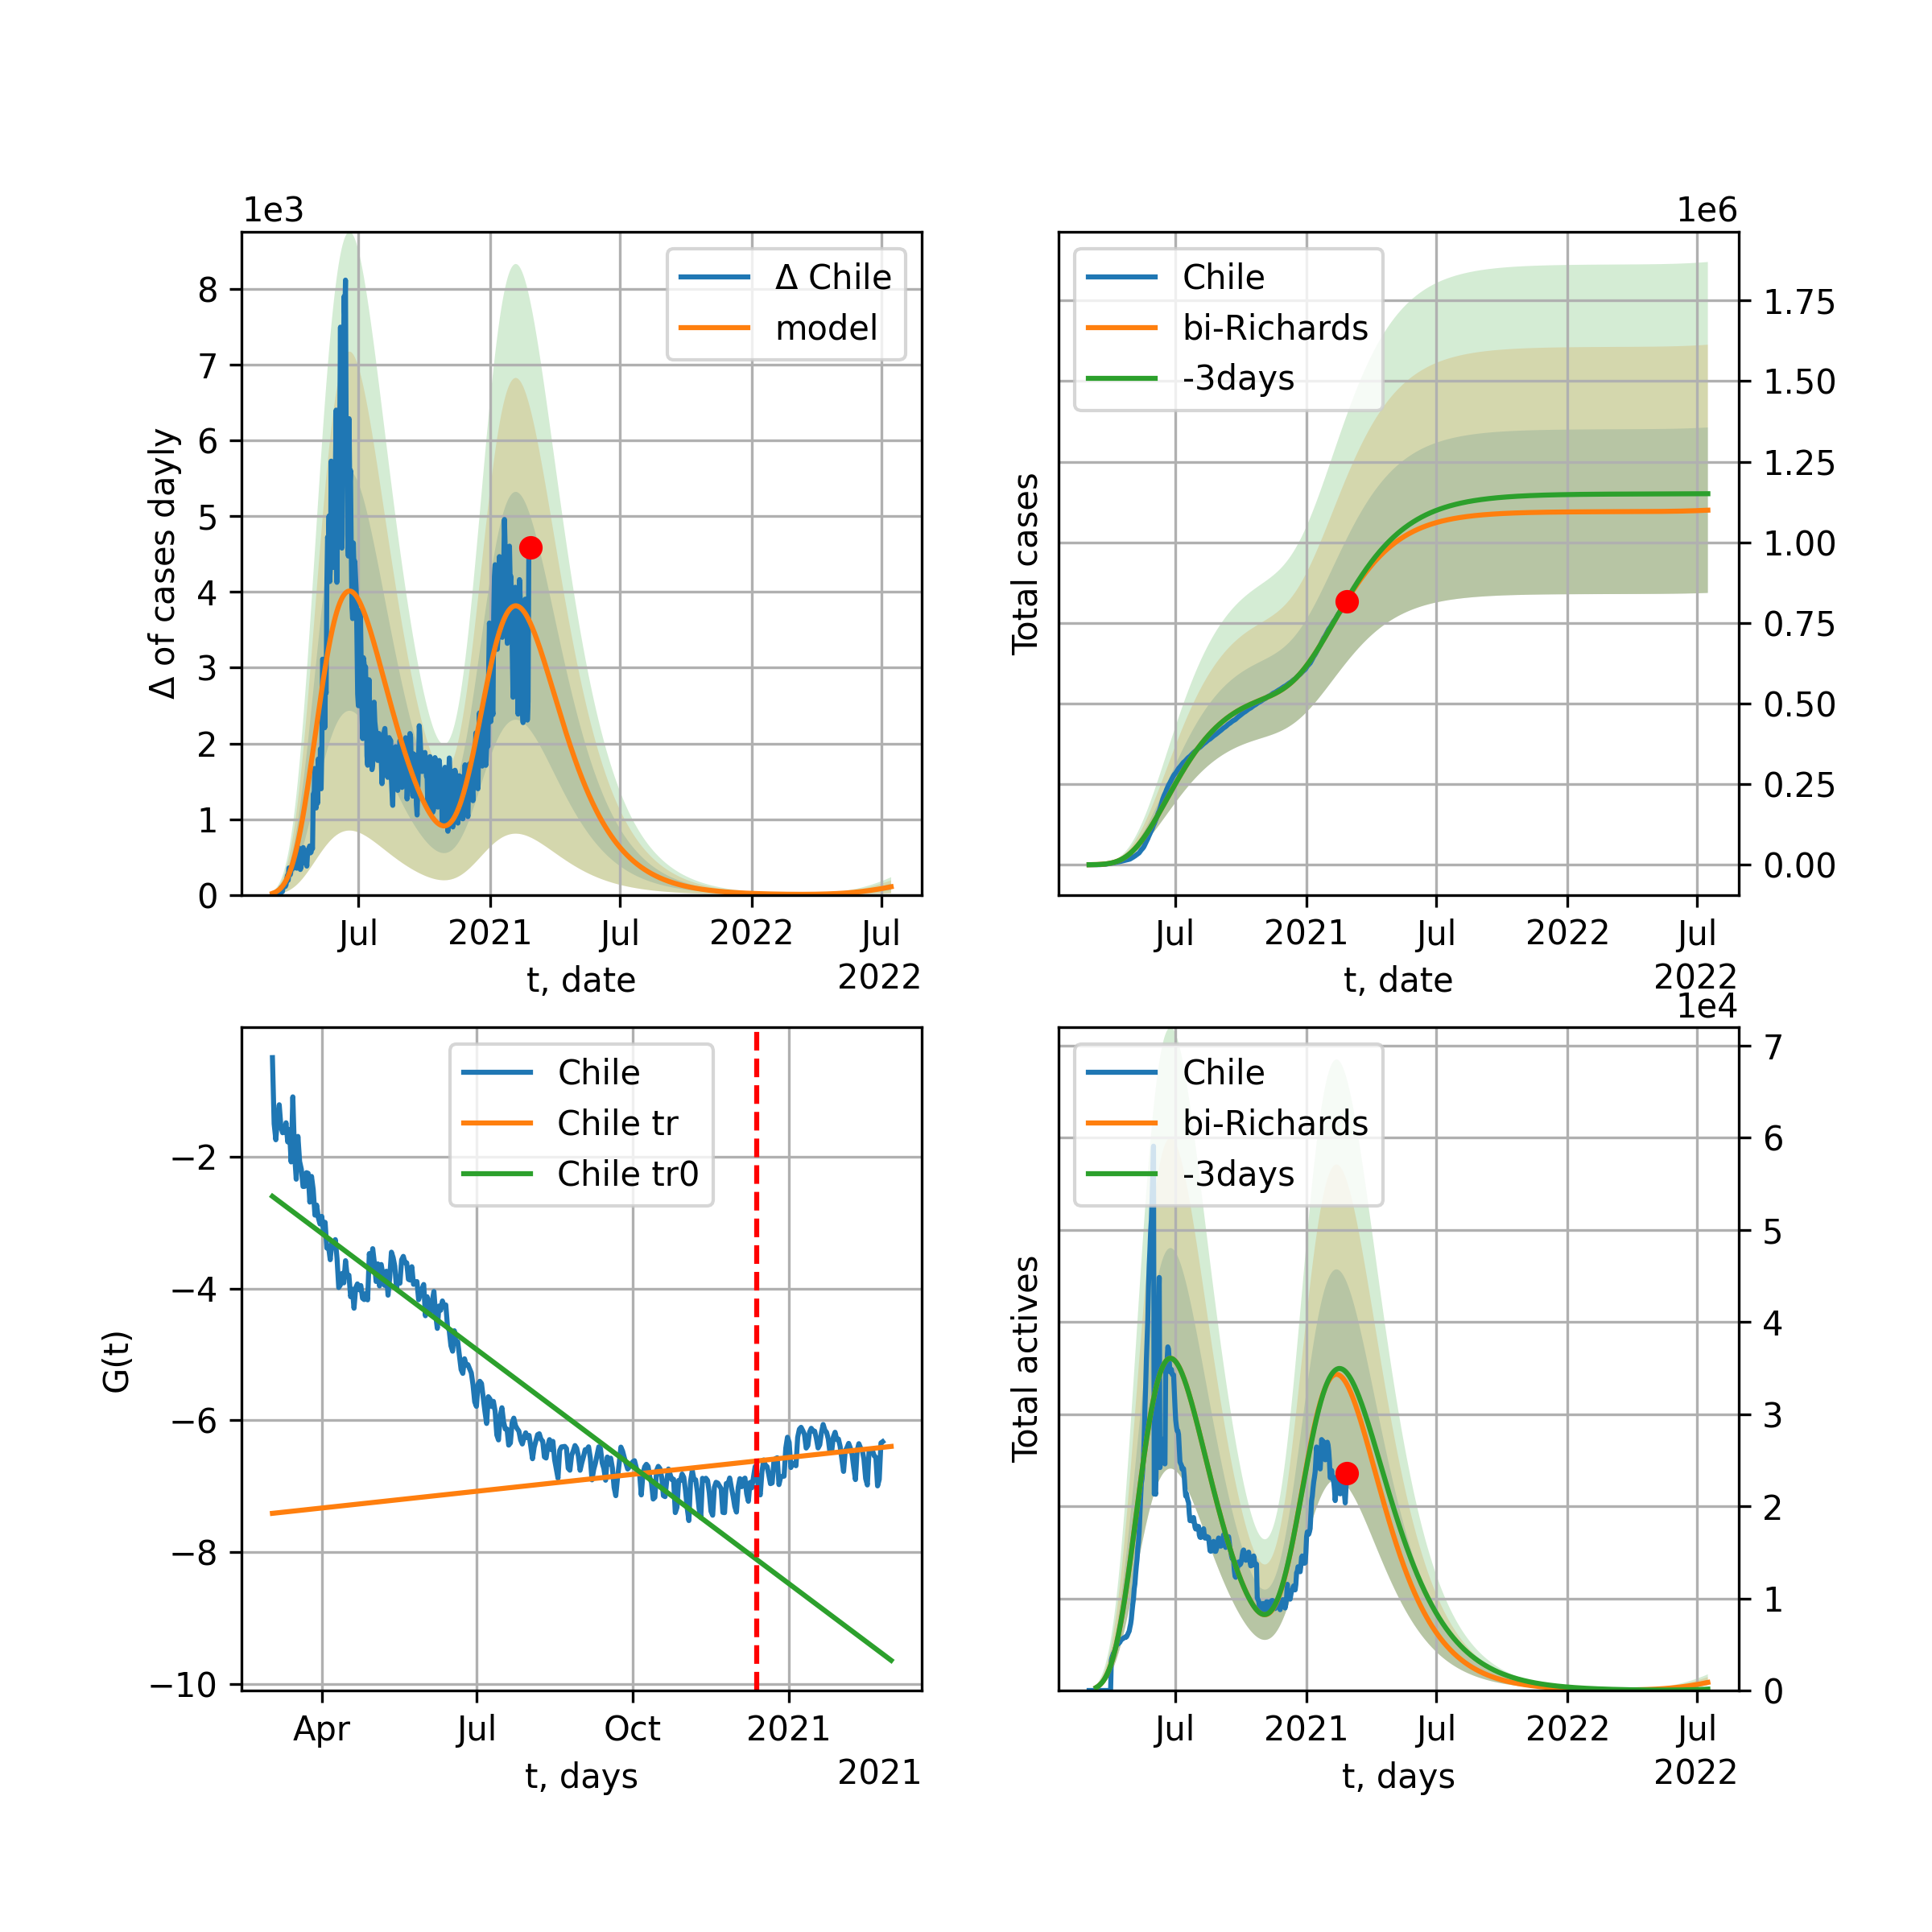 1e3
Δ of cases dayly
8
7
6
5
4
3
2
1
0
Δ Chile
model
Jul
2021
Jul
2022
Jul
t, date
2022
1e6
Total cases
Chile
bi-Richards
-3days
1.75
1.50
1.25
1.00
0.75
0.50
0.25
0.00
Jul
2021
Jul
2022
Jul
t, date
2022
G(t)
−2
−4
−6
−8
−10
Chile
Chile tr
Chile tr0
Apr
Jul
Oct
2021
t, days
2021
1e4
Total actives
Chile
bi-Richards
-3days
7
6
5
4
3
2
1
0
Jul
2021
Jul
2022
Jul
t, days
2022